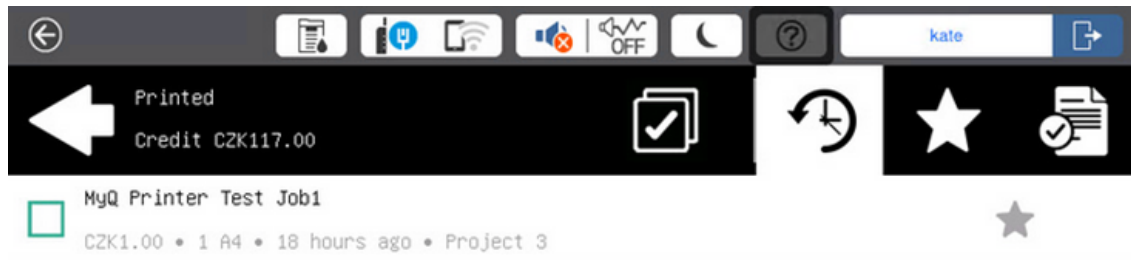 OFF
kate
Printed
Credit CZK117.00
MyQ Printer Test Job1
CZK1.00 • 1 A4 • 18 hours ago • Project 3